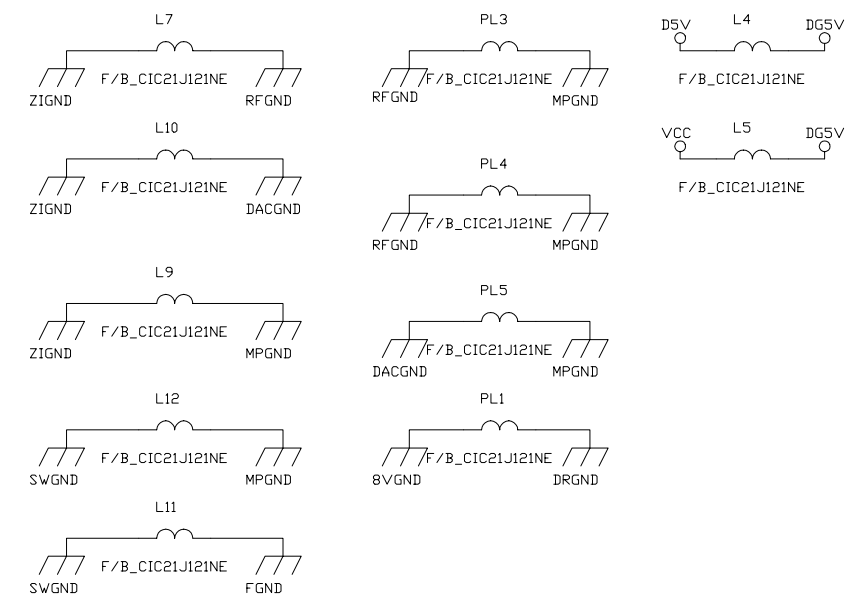 L7
F/B_CIC21J121NE
ZIGND RFGND
L10
F/B_CIC21J121NE
ZIGND DACGND
L9
F/B_CIC21J121NE
ZIGND MPGND
L12
F/B_CIC21J121NE
SWGND MPGND
L11
F/B_CIC21J121NE
SWGND FGND
PL3
F/B_CIC21J121NE
RFGND MPGND
PL4
F/B_CIC21J121NE
RFGND MPGND
PL5
F/B_CIC21J121NE
DACGND MPGND
PL1
F/B_CIC21J121NE
8VGND DRGND
D5V L4 DG5V
F/B_CIC21J121NE
VCC L5 DG5V
F/B_CIC21J121NE